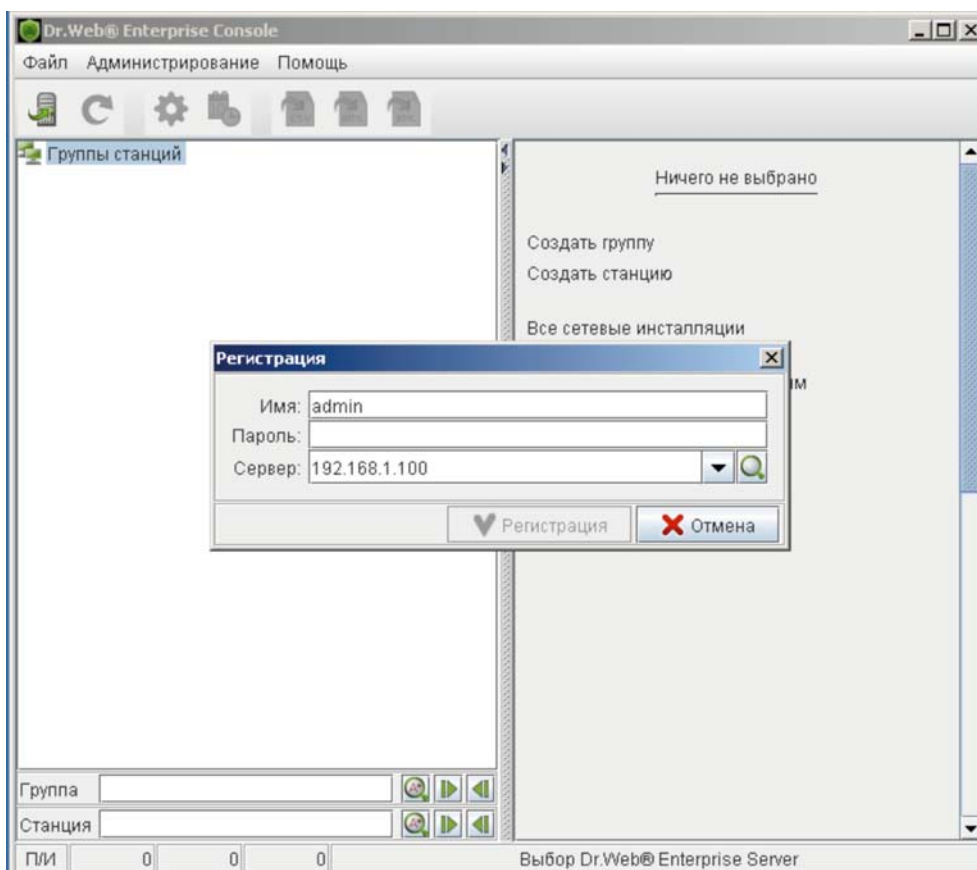 Dr.Web® Enterprise Console
Файл Администрирование Помощь
Группы станций
Ничего не выбрано
Создать группу
Создать станцию
Все сетевые инсталляции
Регистрация
Имя: admin
Пароль:
Сервер: 192.168.1.100
Регистрация Отмена
Группа
Станция
П/И 0 0 0 Выбор Dr.Web® Enterprise Server